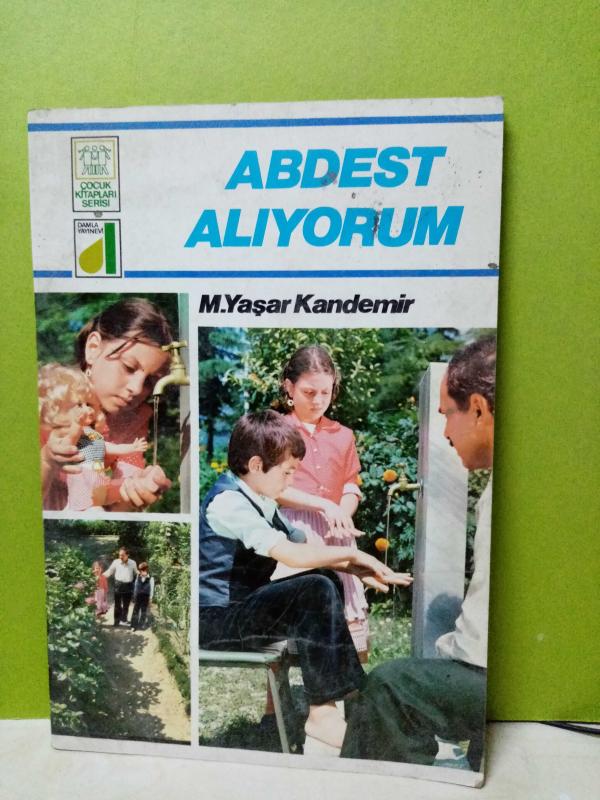 ÇOCUK
KİTAPLARI
SERİSİ
DAMLA
YAYINEVİ
ABDEST
ALIYORUM
M.Yaşar Kandemir